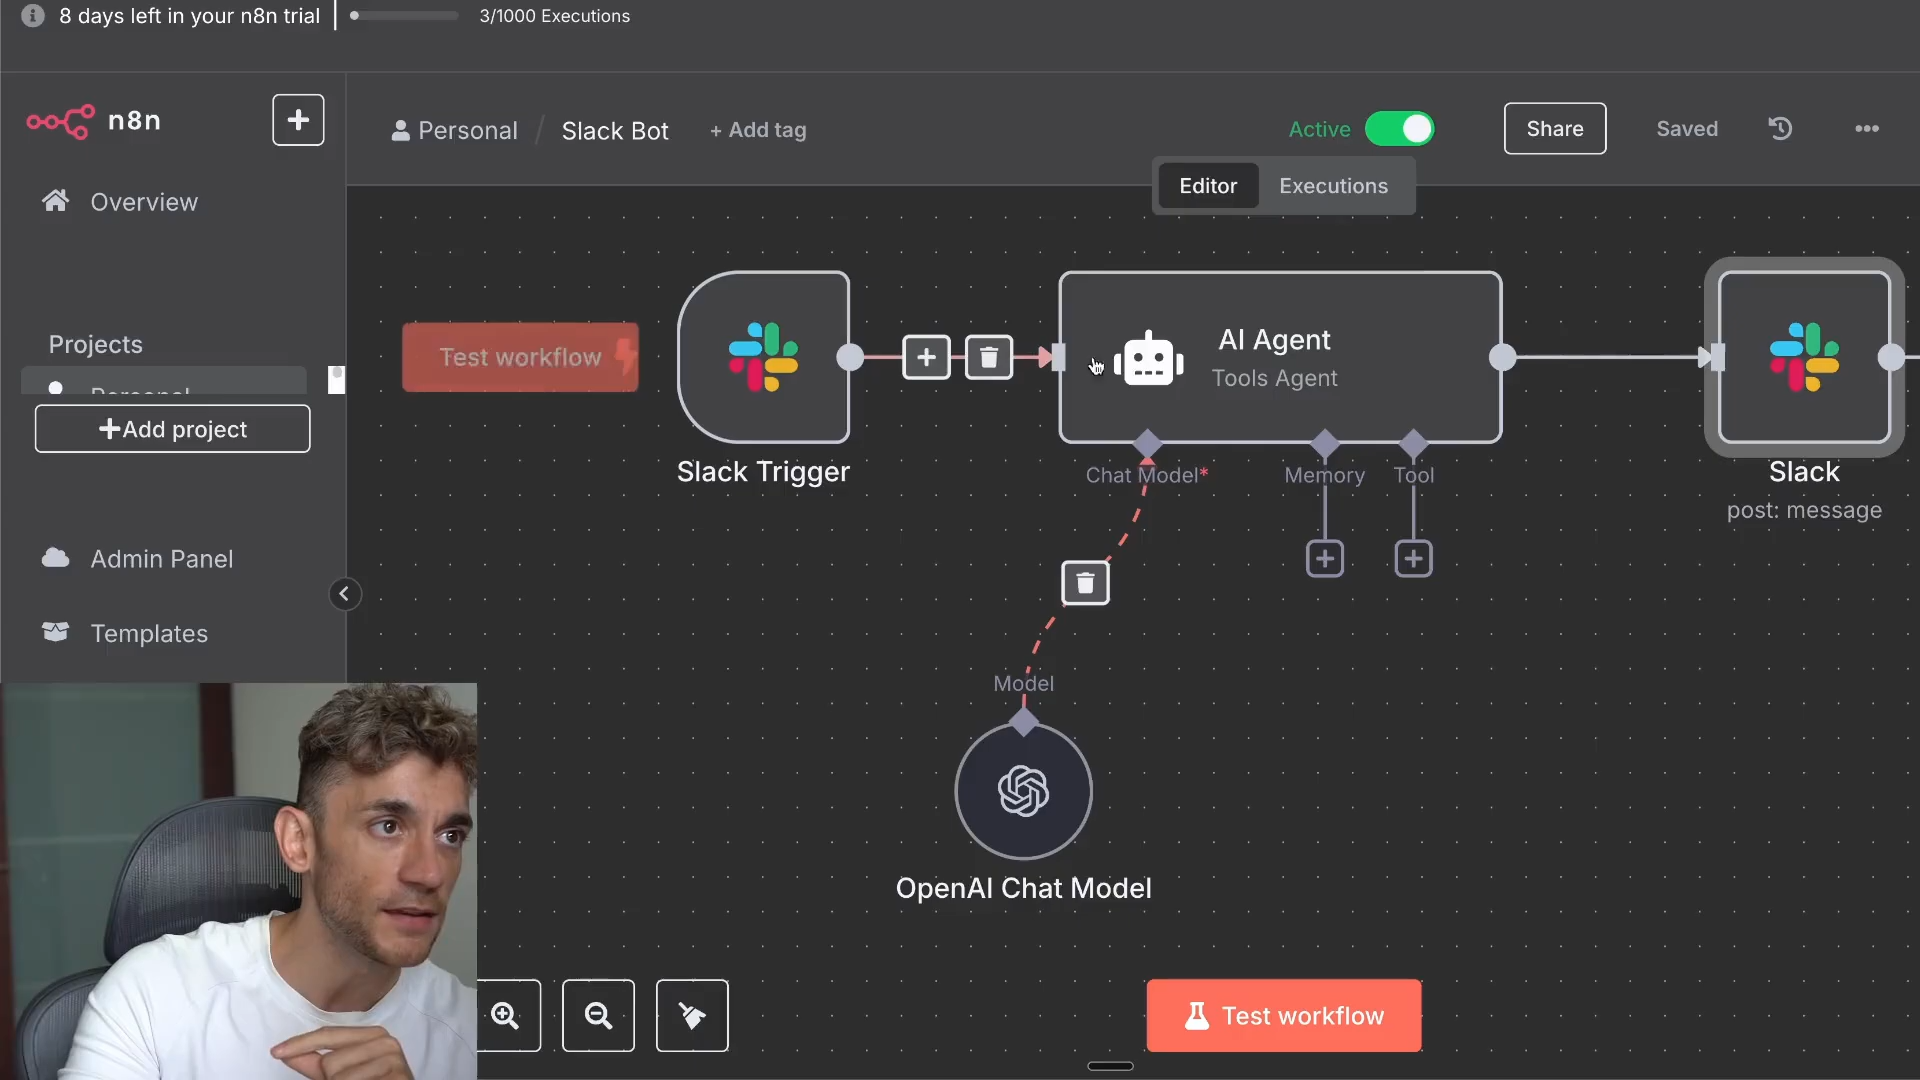 8 days left in your n8n trial
3/1000 Executions
n8n
Personal / Slack Bot
+ Add tag
Active
Share
Saved
Editor
Executions
Overview
Projects
Personal
Add project
Admin Panel
Templates
Test workflow
Slack Trigger
AI Agent
Tools Agent
Chat Model*
Memory
Tool
Slack
post: message
Model
OpenAI Chat Model
Test workflow